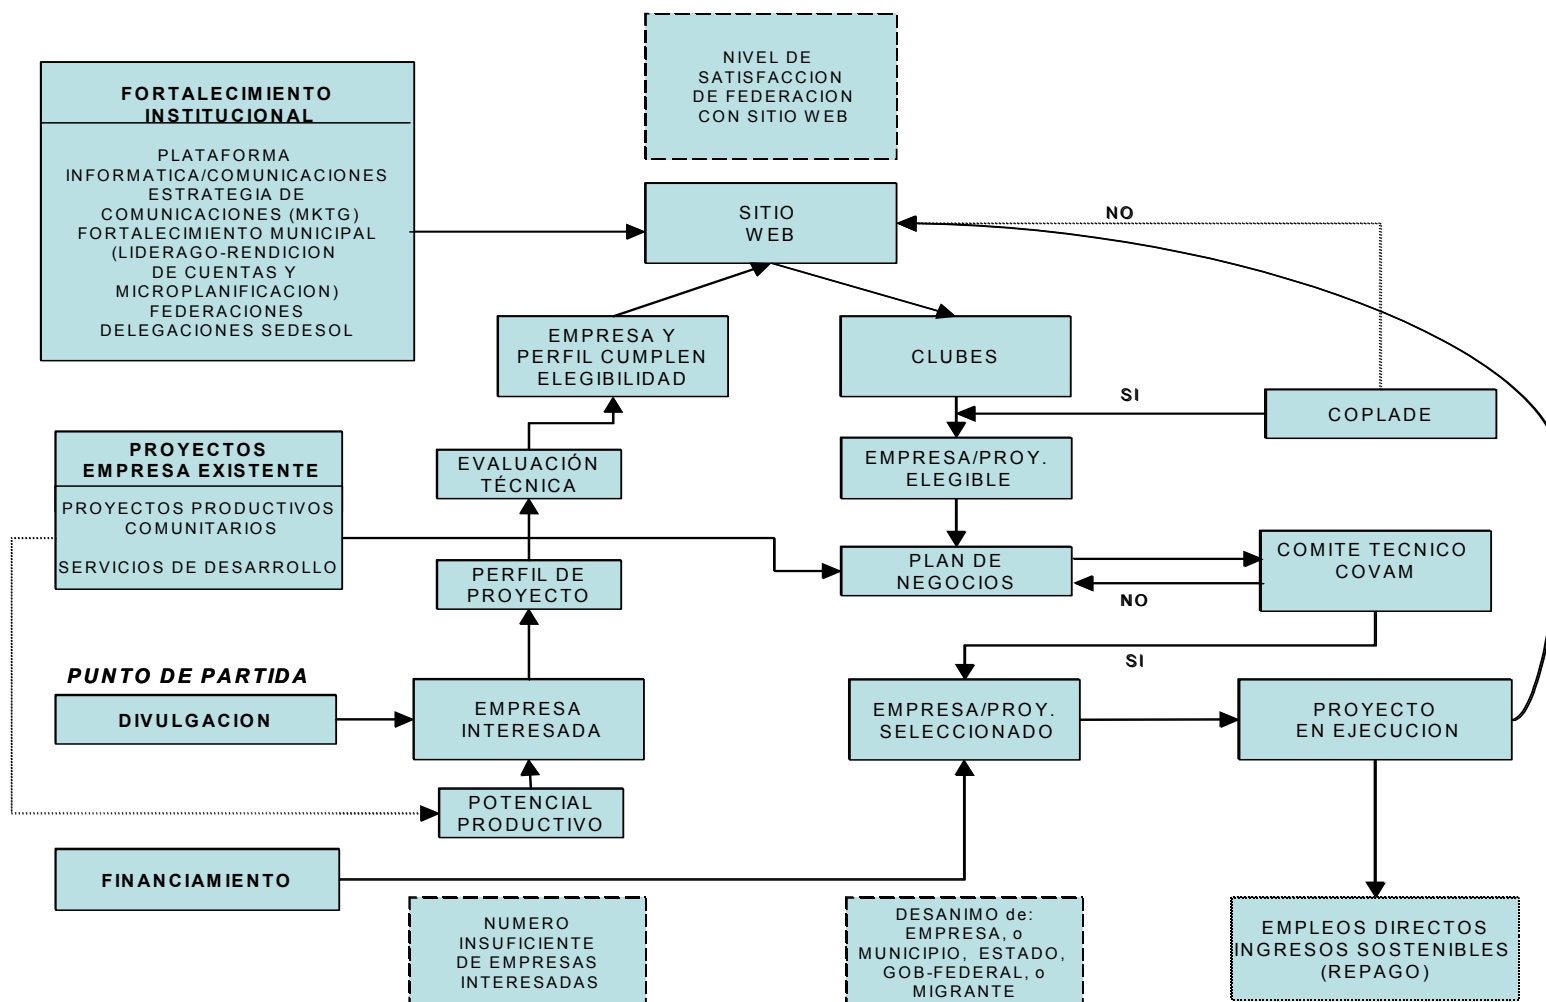 NIVEL DE
SATISFACCION
DE FEDERACION
CON SITIO WEB
FORTALECIMIENTO
INSTITUCIONAL
PLATAFORMA
INFORMATICA/COMUNICACIONES
ESTRATEGIA DE
COMUNICACIONES (MKTG)
FORTALECIMIENTO MUNICIPAL
(LIDERAGO-RENDICION
DE CUENTAS Y
MICROPLANIFICACION)
FEDERACIONES
DELEGACIONES SEDESOL
SITIO
WEB
NO
EMPRESA Y
PERFIL CUMPLEN
ELEGIBILIDAD
CLUBES
SI
COPLADE
PROYECTOS
EMPRESA EXISTENTE
PROYECTOS PRODUCTIVOS
COMUNITARIOS
SERVICIOS DE DESARROLLO
EVALUACIÓN
TÉCNICA
EMPRESA/PROY.
ELEGIBLE
PERFIL DE
PROYECTO
PLAN DE
NEGOCIOS
COMITE TECNICO
COVAM
NO
SI
PUNTO DE PARTIDA
DIVULGACION
EMPRESA
INTERESADA
EMPRESA/PROY.
SELECCIONADO
PROYECTO
EN EJECUCION
POTENCIAL
PRODUCTIVO
FINANCIAMIENTO
NUMERO
INSUFICIENTE
DE EMPRESAS
INTERESADAS
DESANIMO de:
EMPRESA, o
MUNICIPIO, ESTADO,
GOB-FEDERAL, o
MIGRANTE
EMPLEOS DIRECTOS
INGRESOS SOSTENIBLES
(REPAGO)